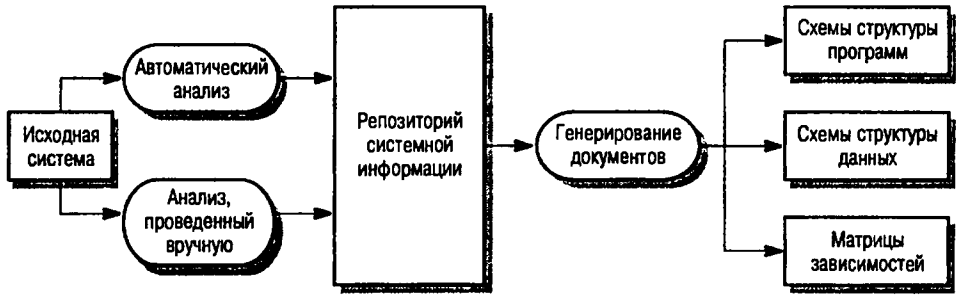 Исходная
система
Автоматический
анализ
Анализ,
проведенный
вручную
Репозиторий
системной
информации
Генерирование
документов
Схемы структуры
программ
Схемы структуры
данных
Матрицы
зависимостей